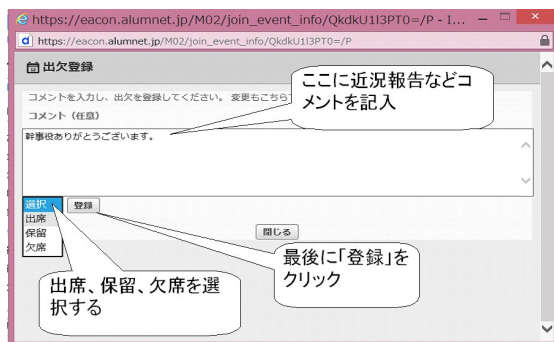 https://eacon.alumnet.jp/M02/join_event_info/QkdkU1l3PT0=/P - I...
https://eacon.alumnet.jp/M02/join_event_info/QkdkU1l3PT0=/P
出欠登録
コメントを入力し、出欠を登録してください。 変更もこちら
コメント (任意)
ここに近況報告などコ
メントを記入
幹事役ありがとうございます。
選択
登録
出席
保留
欠席
閉じる
最後に「登録」を
クリック
出席、保留、欠席を選
択する